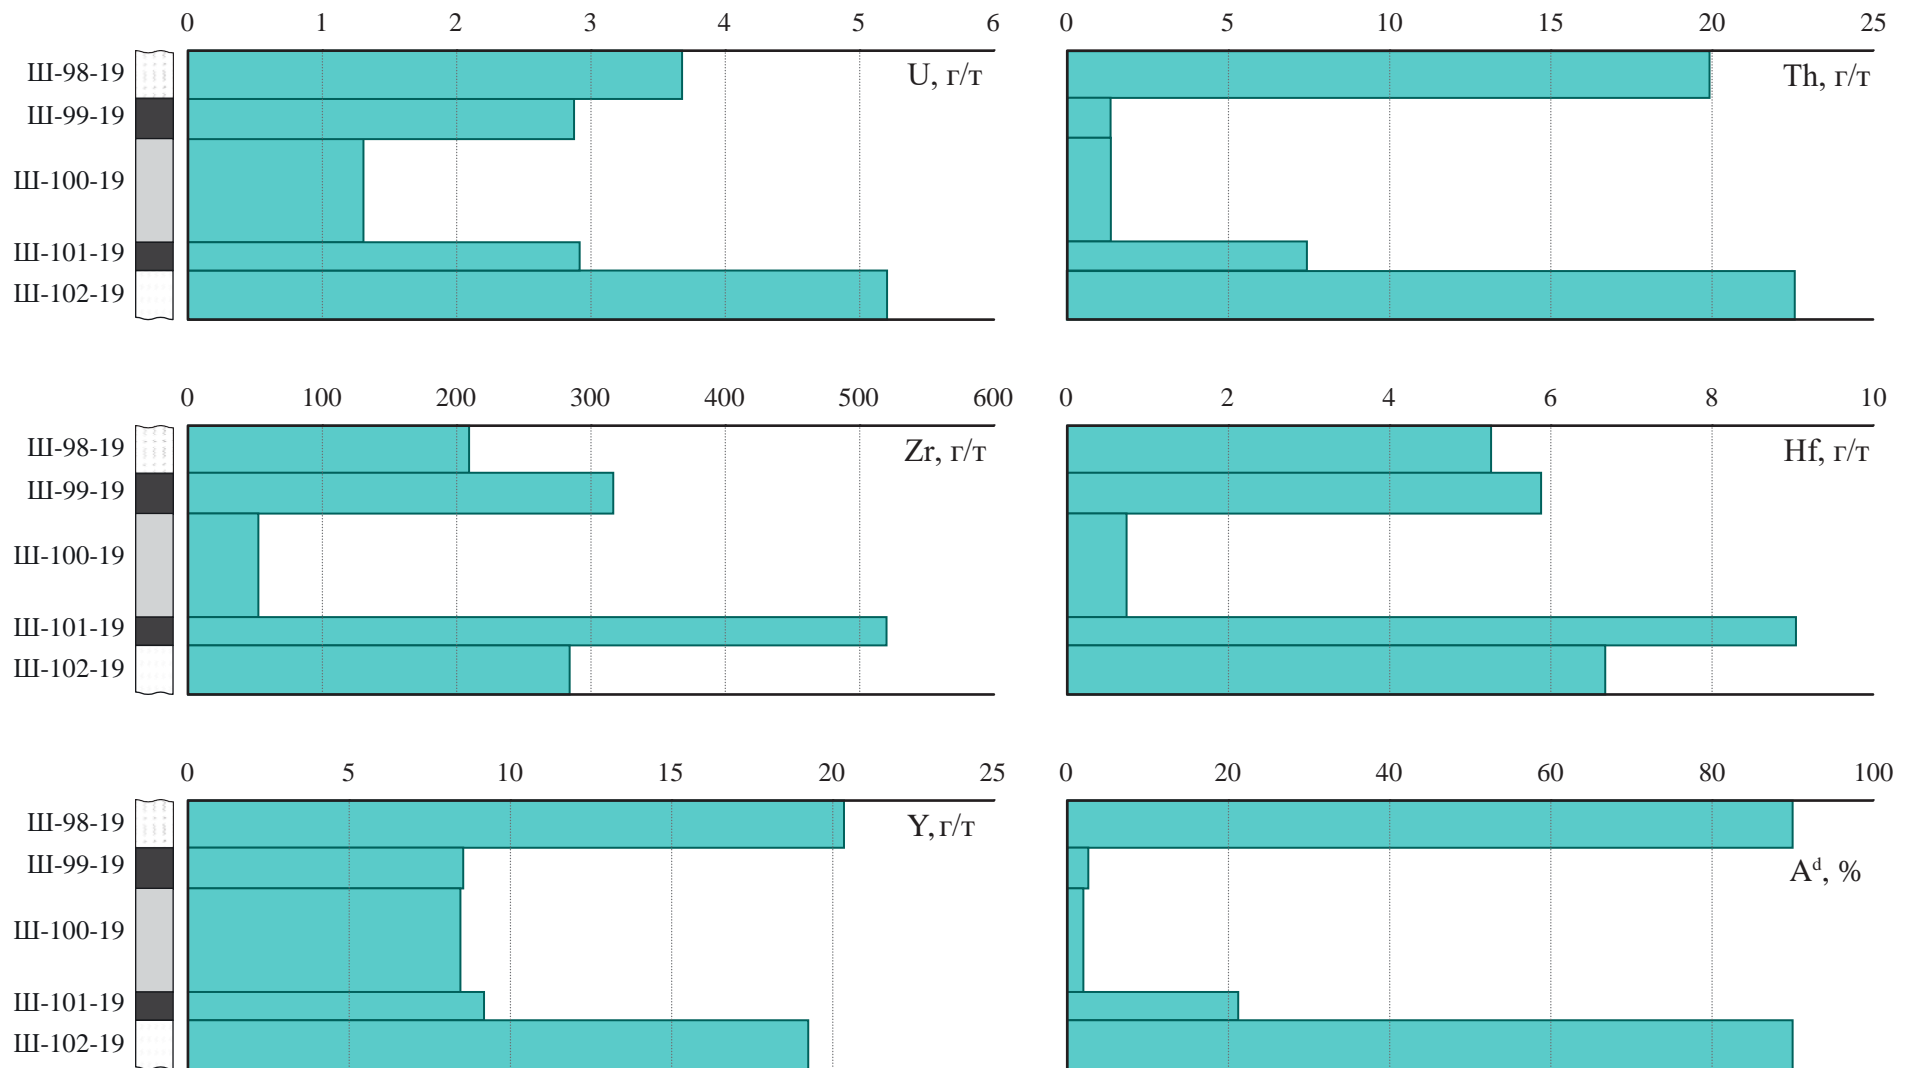 0 1 2 3 4 5 6
U, г/т
Ш-98-19
Ш-99-19
Ш-100-19
Ш-101-19
Ш-102-19
0 5 10 15 20 25
Th, г/т
0 100 200 300 400 500 600
Zr, г/т
Ш-98-19
Ш-99-19
Ш-100-19
Ш-101-19
Ш-102-19
0 2 4 6 8 10
Hf, г/т
0 5 10 15 20 25
Y, г/т
Ш-98-19
Ш-99-19
Ш-100-19
Ш-101-19
Ш-102-19
0 20 40 60 80 100
Aᵈ, %